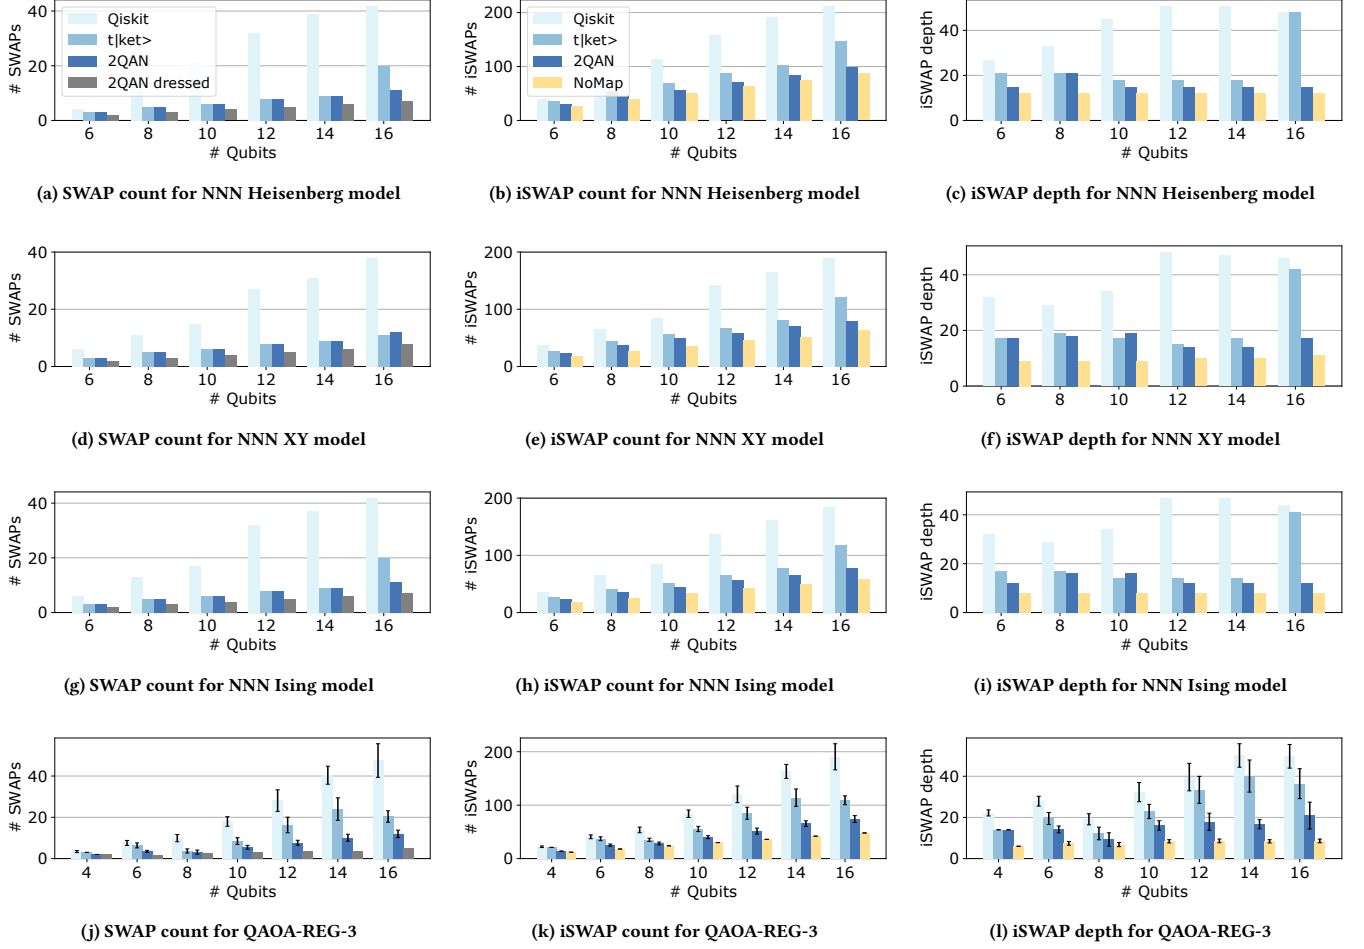 # SWAPs
40
20
0
Qiskit
t|ket>
2QAN
2QAN dressed
6 8 10 12 14 16
# Qubits
(a) SWAP count for NNN Heisenberg model
# iSWAPs
200
100
0
Qiskit
t|ket>
2QAN
NoMap
6 8 10 12 14 16
# Qubits
(b) iSWAP count for NNN Heisenberg model
iSWAP depth
40
20
0
6 8 10 12 14 16
# Qubits
(c) iSWAP depth for NNN Heisenberg model
# SWAPs
40
20
0
6 8 10 12 14 16
# Qubits
(d) SWAP count for NNN XY model
# iSWAPs
200
100
0
6 8 10 12 14 16
# Qubits
(e) iSWAP count for NNN XY model
iSWAP depth
40
20
0
6 8 10 12 14 16
# Qubits
(f) iSWAP depth for NNN XY model
# SWAPs
40
20
0
6 8 10 12 14 16
# Qubits
(g) SWAP count for NNN Ising model
# iSWAPs
200
100
0
6 8 10 12 14 16
# Qubits
(h) iSWAP count for NNN Ising model
iSWAP depth
40
20
0
6 8 10 12 14 16
# Qubits
(i) iSWAP depth for NNN Ising model
# SWAPs
40
20
0
4 6 8 10 12 14 16
# Qubits
(j) SWAP count for QAOA-REG-3
# iSWAPs
200
100
0
4 6 8 10 12 14 16
# Qubits
(k) iSWAP count for QAOA-REG-3
iSWAP depth
40
20
0
4 6 8 10 12 14 16
# Qubits
(l) iSWAP depth for QAOA-REG-3